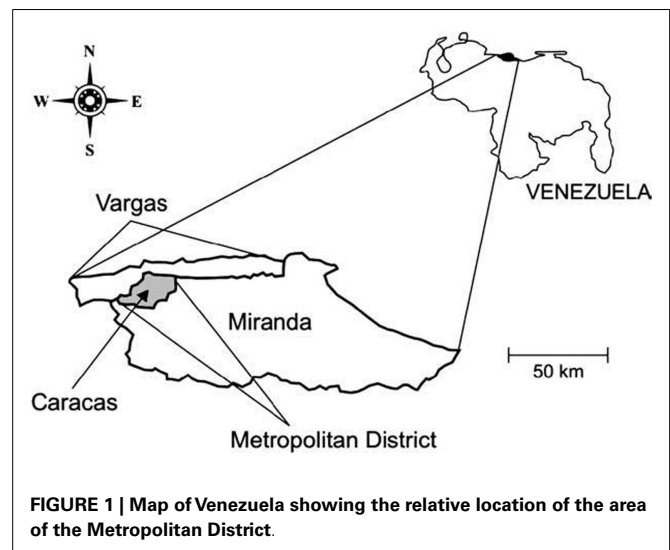 N
W E
S
VENEZUELA
Vargas
Miranda
50 km
Caracas
Metropolitan District
FIGURE 1 | Map of Venezuela showing the relative location of the area
of the Metropolitan District.